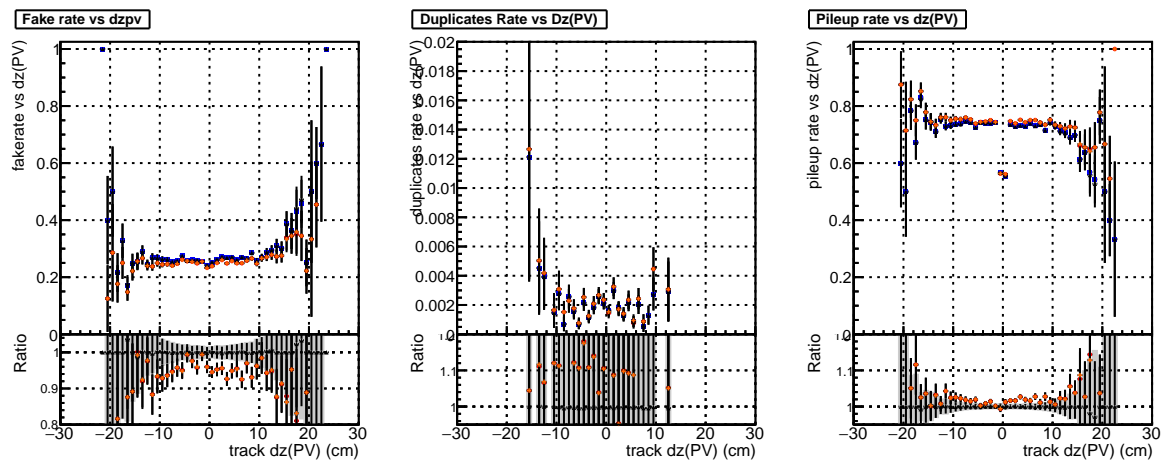 Fake rate vs dzpv
fakerate vs dz(PV)
1
0.8
0.6
0.4
0.2
0
Ratio
1
0.9
0.8
−30 −20 −10 0 10 20 30
track dz(PV) (cm)
Duplicates Rate vs Dz(PV)
duplicates rate vs dz(PV)
0.02
0.018
0.016
0.014
0.012
0.01
0.008
0.006
0.004
0.002
0
Ratio
1.1
1
−30 −20 −10 0 10 20 30
track dz(PV) (cm)
Pileup rate vs dz(PV)
pileup rate vs dz(PV)
1
0.8
0.6
0.4
0.2
0
Ratio
1.1
1
−30 −20 −10 0 10 20 30
track dz(PV) (cm)